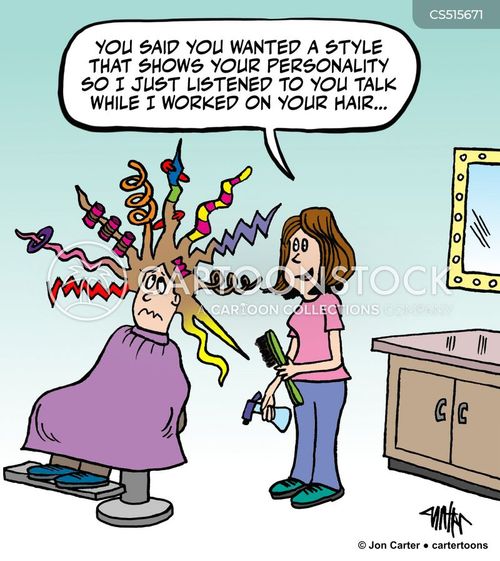 CS515671
YOU SAID YOU WANTED A STYLE
THAT SHOWS YOUR PERSONALITY
SO I JUST LISTENED TO YOU TALK
WHILE I WORKED ON YOUR HAIR...
CARTOONSTOCK
A CARTOON COLLECTIONS COMPANY
© Jon Carter ● cartertoons